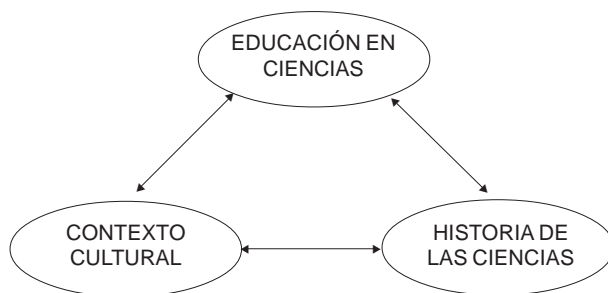 EDUCACIÓN EN
CIENCIAS
CONTEXTO
CULTURAL
HISTORIA DE
LAS CIENCIAS